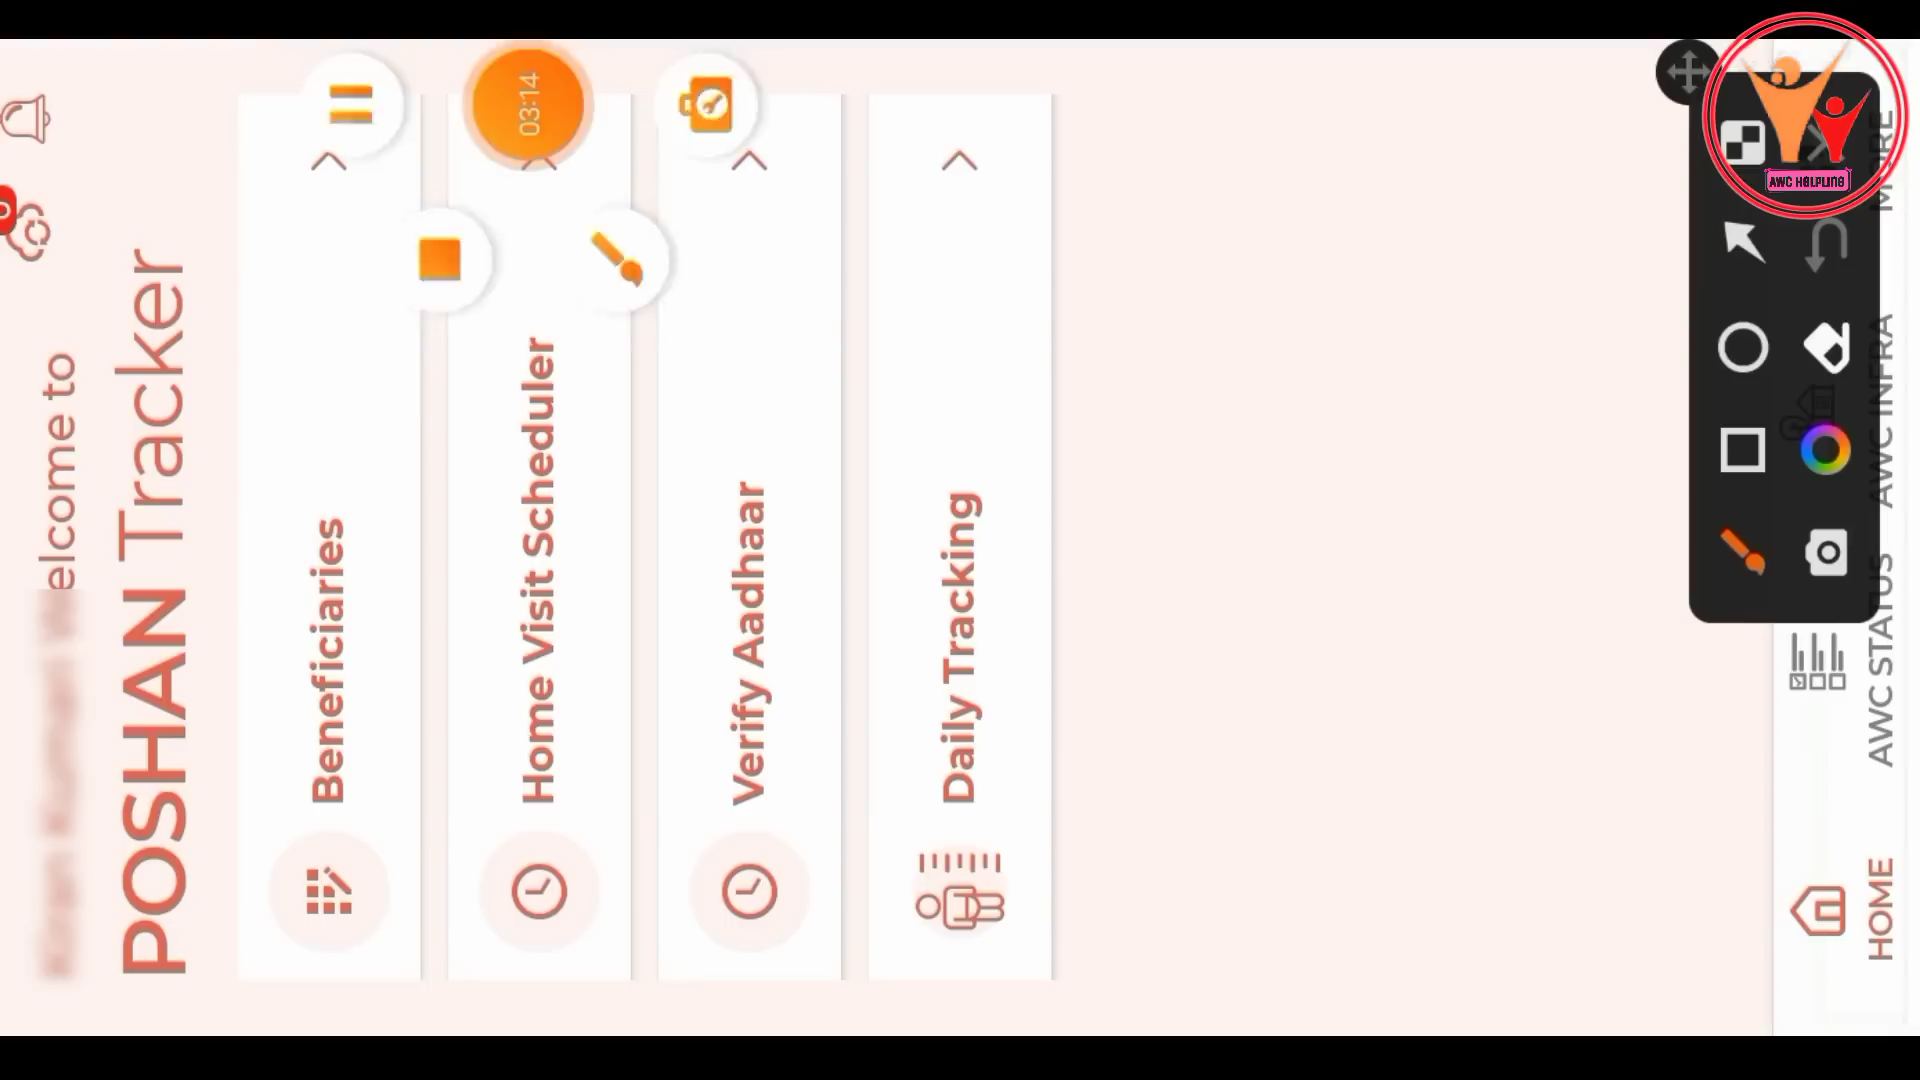 elcome to
POSHAN Tracker
Beneficiaries
Home Visit Scheduler
Verify Aadhaar
Daily Tracking
HOME
AWC STATUS
AWC INFRA
MORE
03:14
AWC HELPLINE